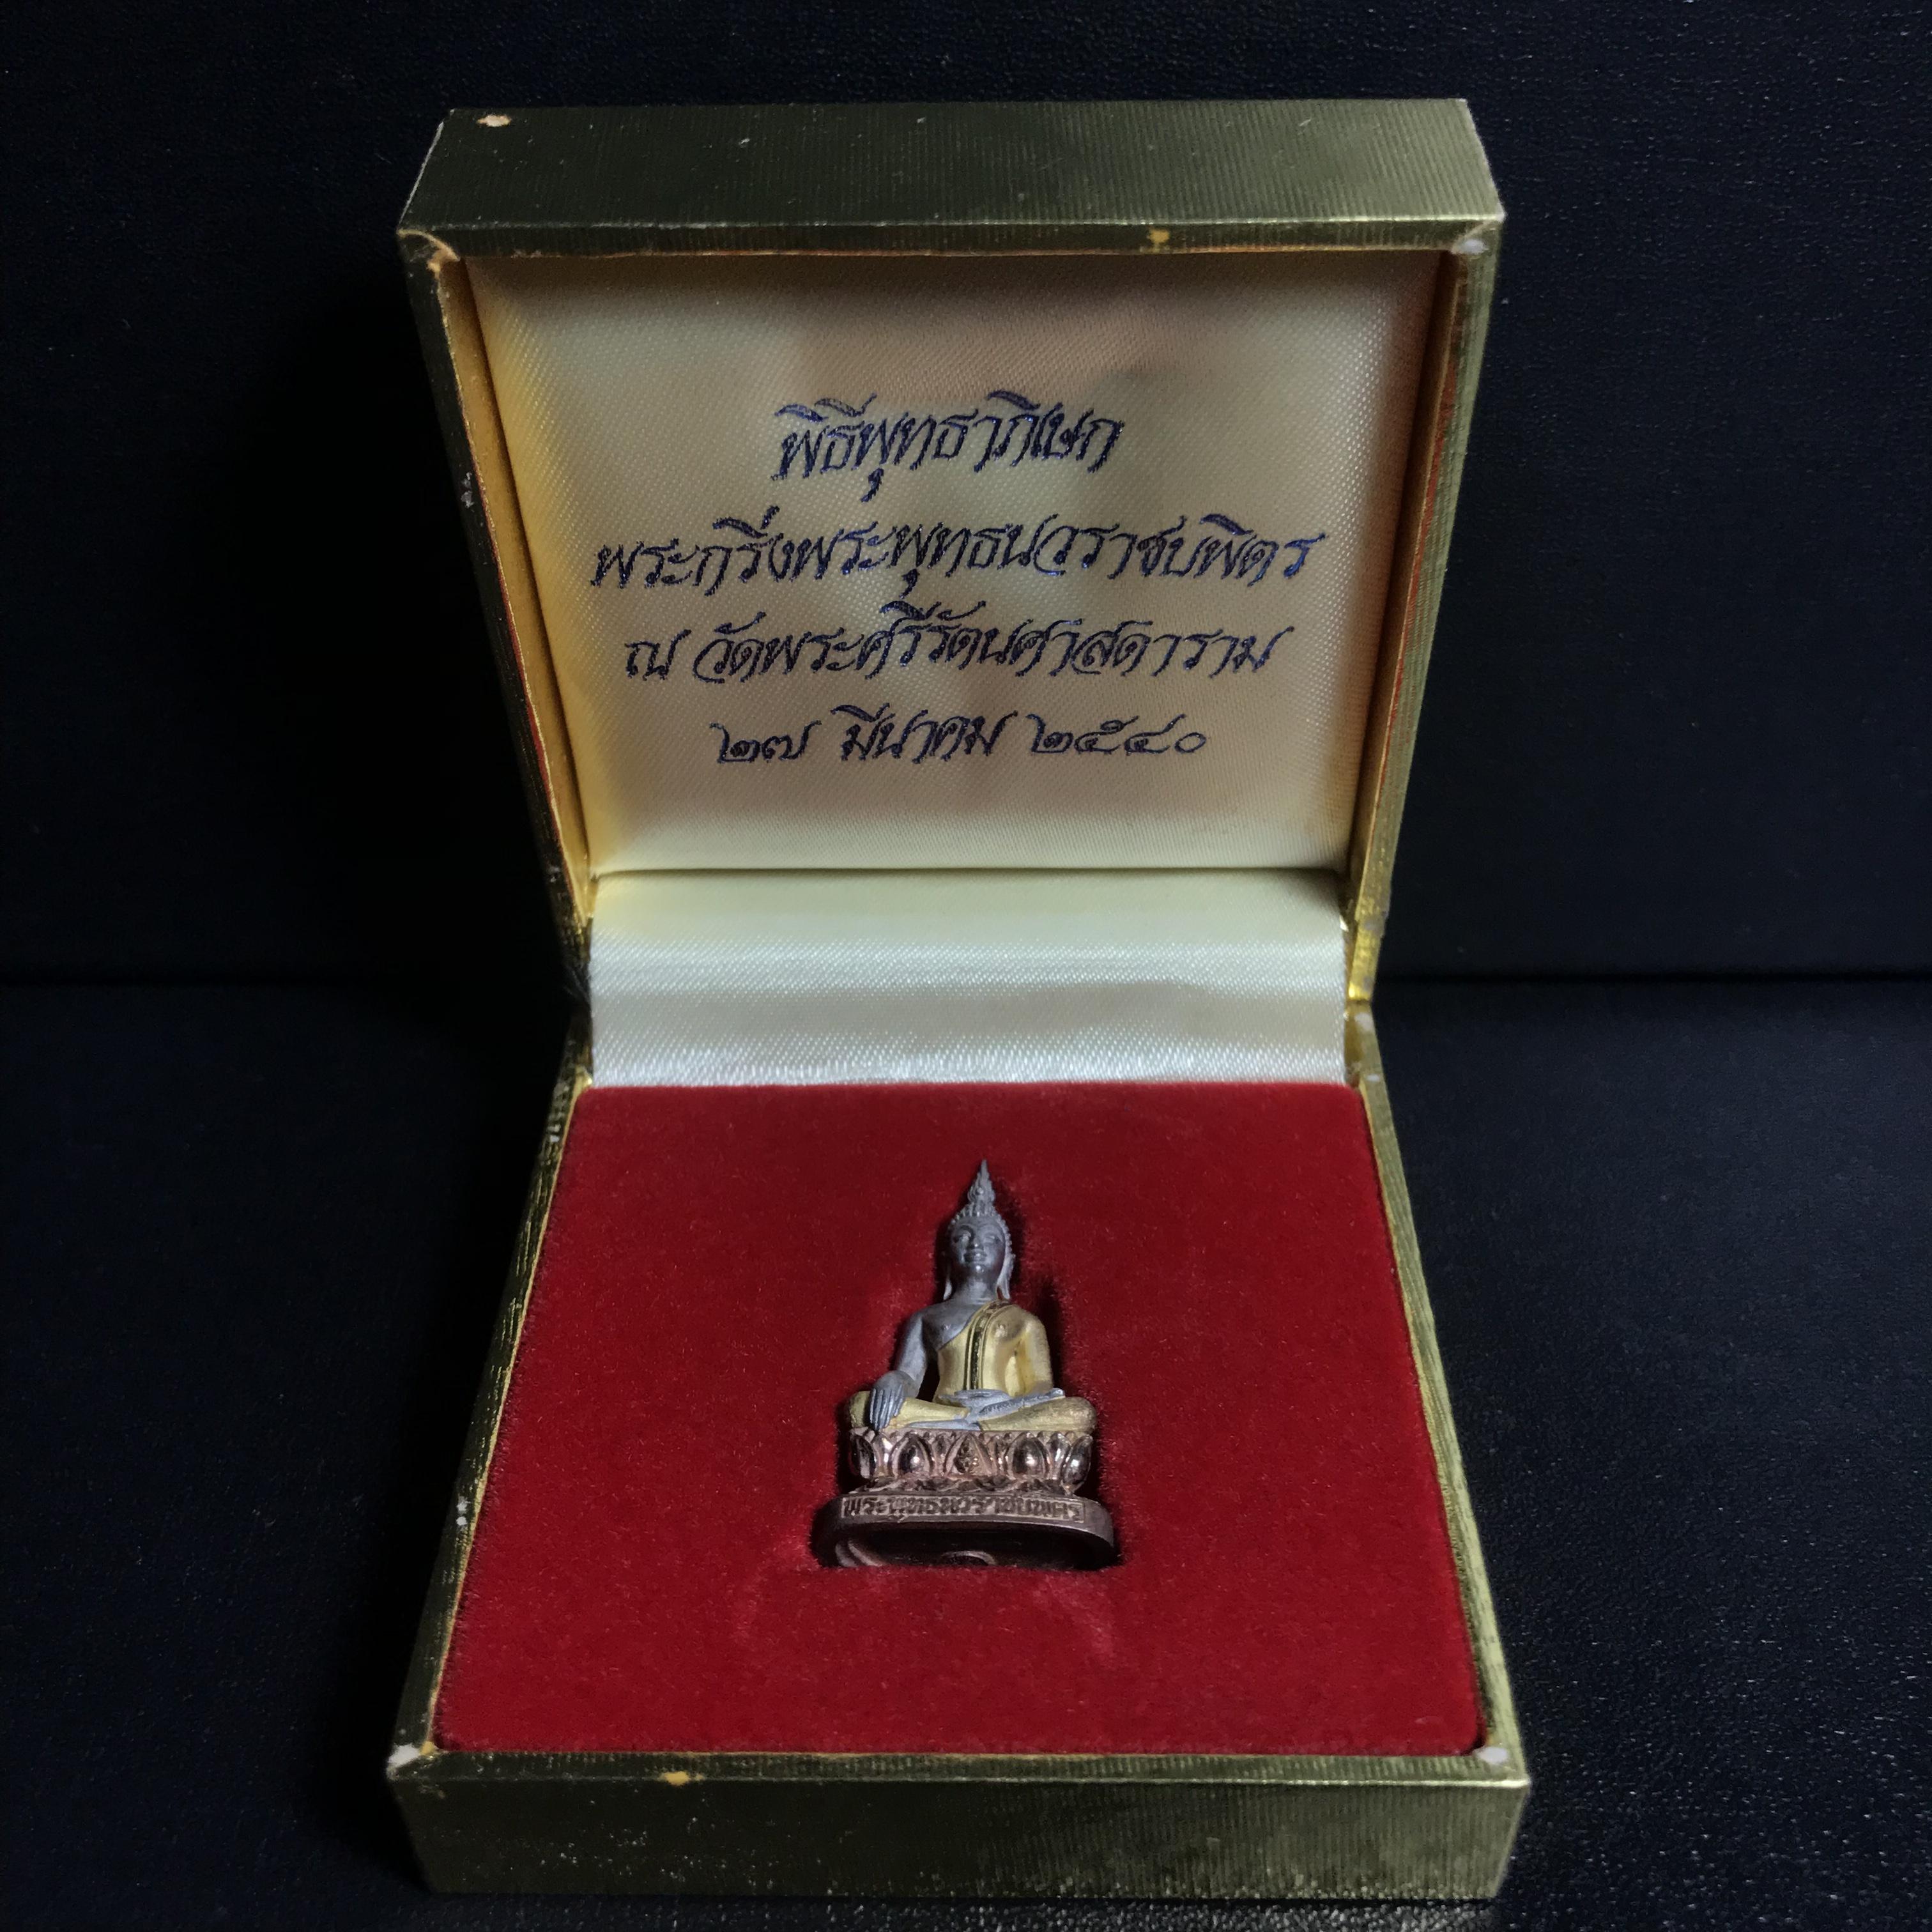 พิธีพุทธาภิเษก
พระกริ่งพระพุทธนวราชบพิตร
ณ วัดพระศรีรัตนศาสดาราม
๒๗ มีนาคม ๒๕๔๐
พระพุทธนวราชบพิตร